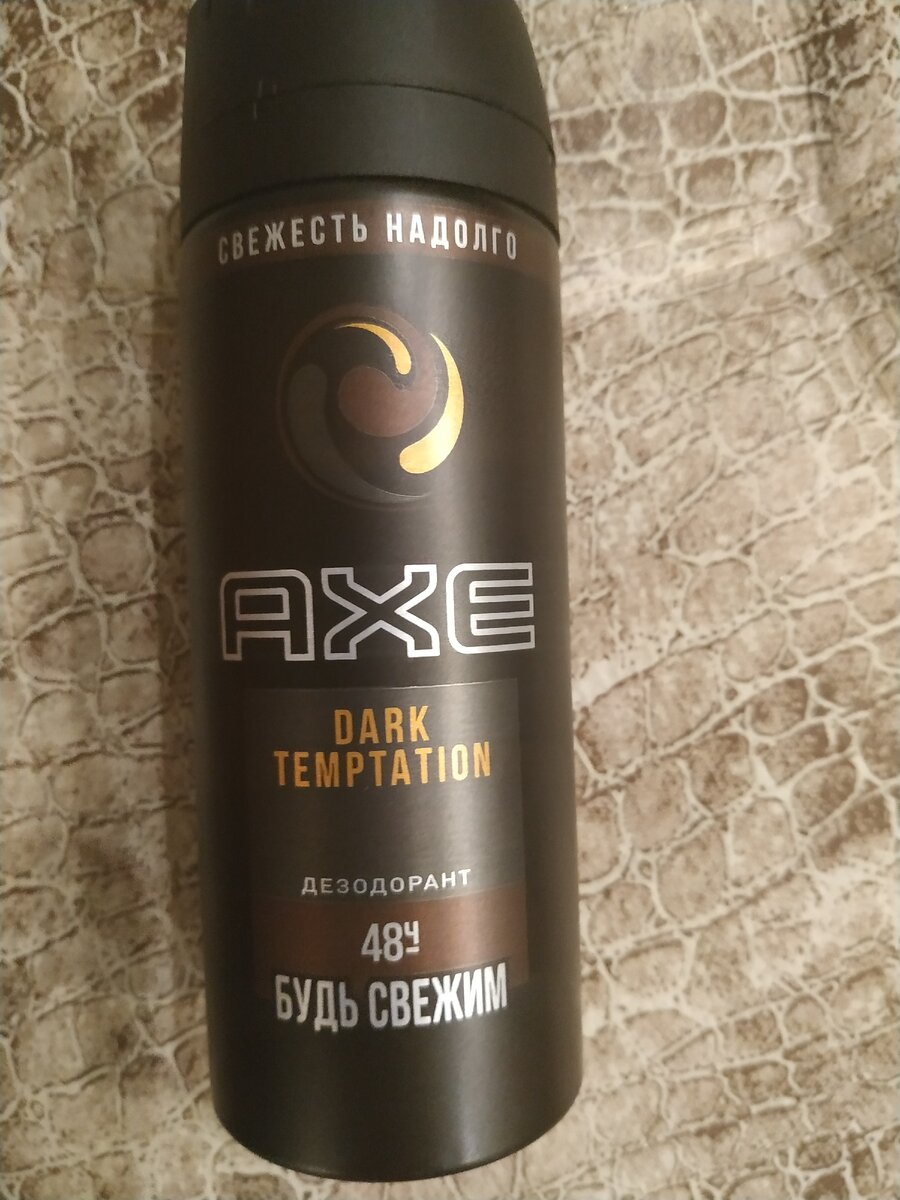 СВЕЖЕСТЬ НАДОЛГО
AXE
DARK
TEMPTATION
ДЕЗОДОРАНТ
48Ч
БУДЬ СВЕЖИМ